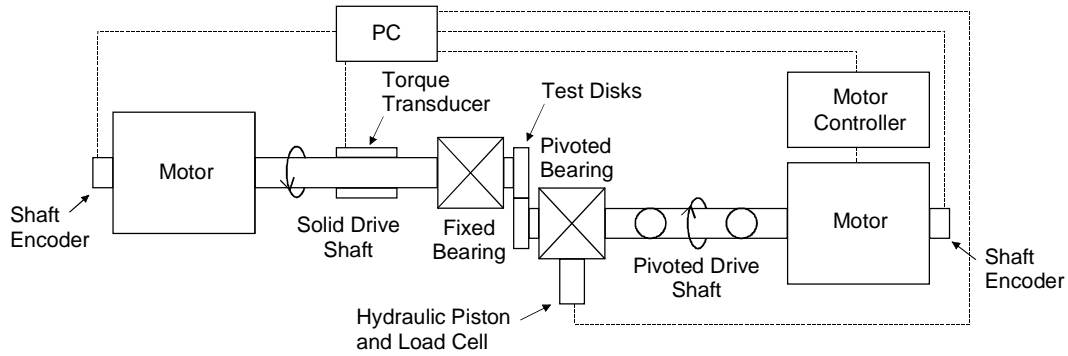 PC
Torque
Transducer
Test Disks
Motor
Controller
Pivoted
Bearing
Motor
Motor
Shaft
Encoder
Solid Drive
Shaft
Fixed
Bearing
Pivoted Drive
Shaft
Shaft
Encoder
Hydraulic Piston
and Load Cell